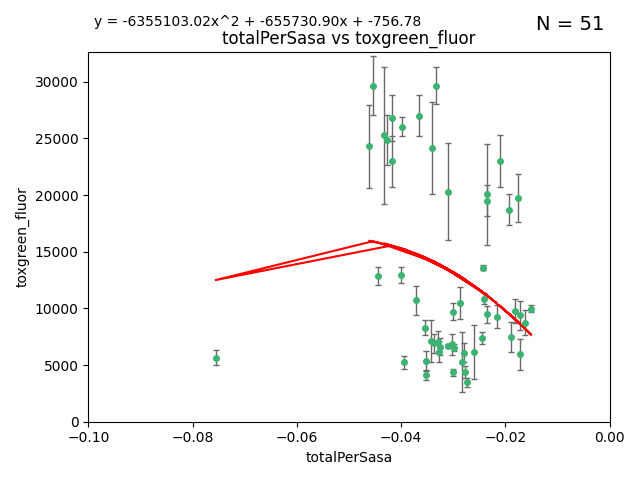 y = -6355103.02x^2 + -655730.90x + -756.78
N = 51
totalPerSasa vs toxgreen_fluor
30000
25000
20000
15000
10000
5000
0
toxgreen_fluor
−0.10
−0.08
−0.06
−0.04
−0.02
0.00
totalPerSasa